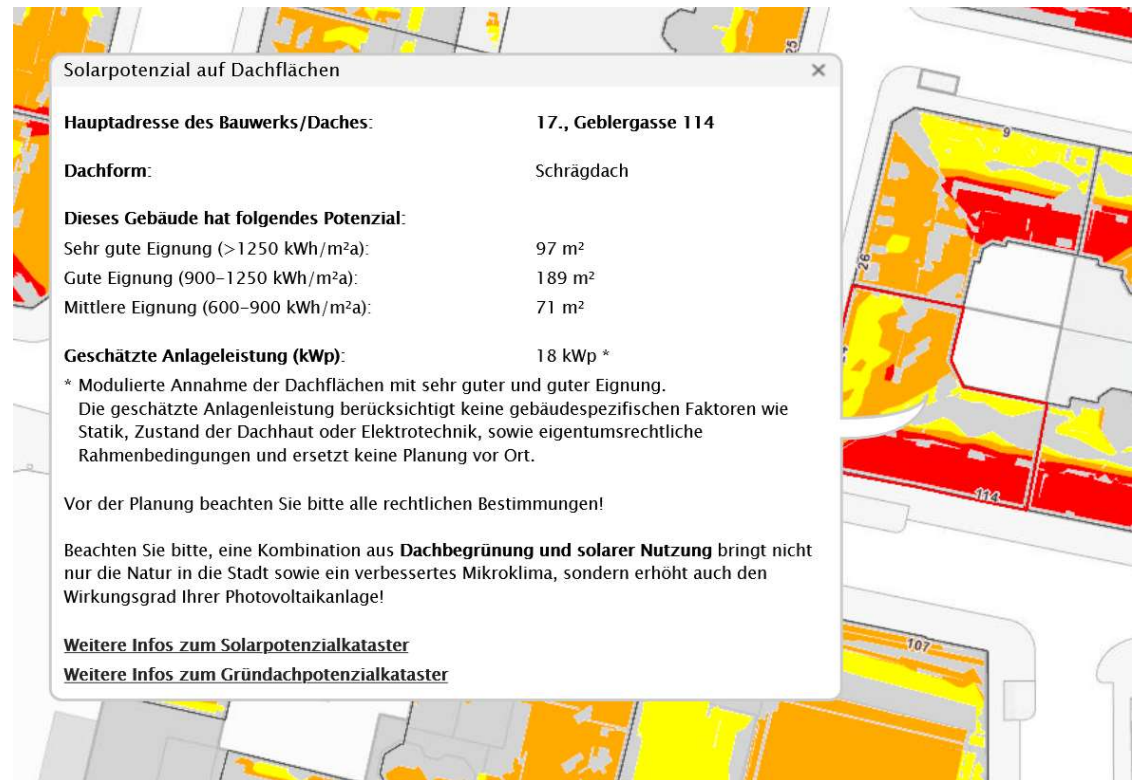 25
Solarpotenzial auf Dachflächen ×
Hauptadresse des Bauwerks/Daches: 17., Geblergasse 114
Dachform: Schrägdach
Dieses Gebäude hat folgendes Potenzial:
Sehr gute Eignung (>1250 kWh/m²a): 97 m²
Gute Eignung (900–1250 kWh/m²a): 189 m²
Mittlere Eignung (600–900 kWh/m²a): 71 m²
Geschätzte Anlageleistung (kWp): 18 kWp *
* Modulierte Annahme der Dachflächen mit sehr guter und guter Eignung.
Die geschätzte Anlagenleistung berücksichtigt keine gebäudespezifischen Faktoren wie
Statik, Zustand der Dachhaut oder Elektrotechnik, sowie eigentumsrechtliche
Rahmenbedingungen und ersetzt keine Planung vor Ort.
Vor der Planung beachten Sie bitte alle rechtlichen Bestimmungen!
Beachten Sie bitte, eine Kombination aus Dachbegrünung und solarer Nutzung bringt nicht
nur die Natur in die Stadt sowie ein verbessertes Mikroklima, sondern erhöht auch den
Wirkungsgrad Ihrer Photovoltaikanlage!
Weitere Infos zum Solarpotenzialkataster
Weitere Infos zum Gründachpotenzialkataster
9
26
114
107